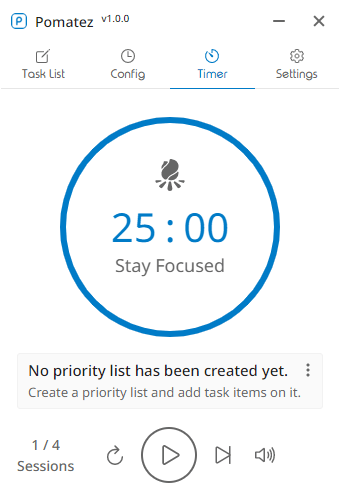 Pomatez v1.0.0
Task List Config Timer Settings
25 : 00
Stay Focused
No priority list has been created yet.
Create a priority list and add task items on it.
1 / 4
Sessions